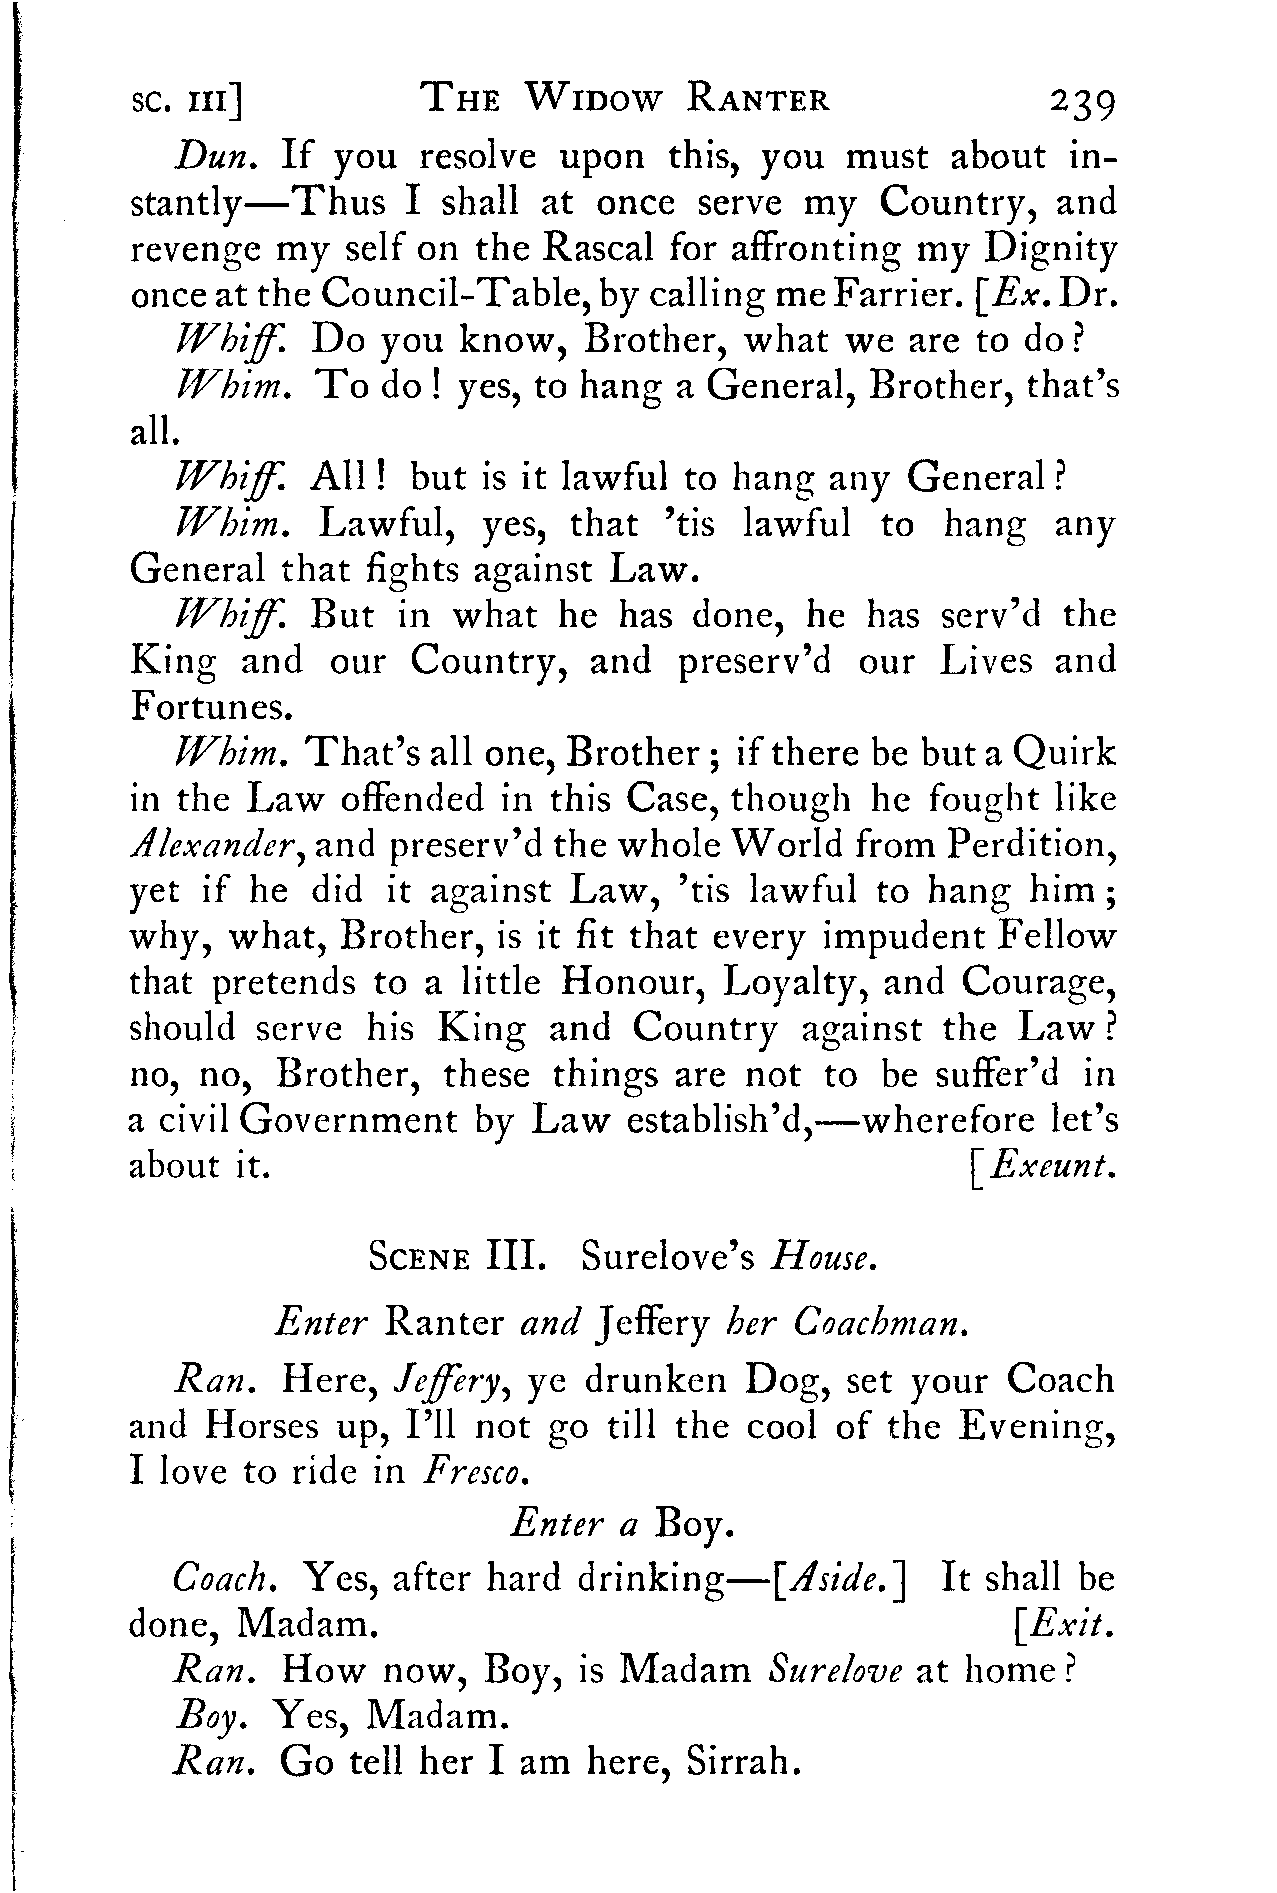 SC. III] THE WIDOW RANTER 239
Dun. If you resolve upon this, you must about in-
stantly—Thus I shall at once serve my Country, and
revenge my self on the Rascal for affronting my Dignity
once at the Council-Table, by calling me Farrier. [Ex. Dr.
Whiff. Do you know, Brother, what we are to do?
Whim. To do! yes, to hang a General, Brother, that's
all.
Whiff. All! but is it lawful to hang any General?
Whim. Lawful, yes, that 'tis lawful to hang any
General that fights against Law.
Whiff. But in what he has done, he has serv'd the
King and our Country, and preserv'd our Lives and
Fortunes.
Whim. That's all one, Brother; if there be but a Quirk
in the Law offended in this Case, though he fought like
Alexander, and preserv'd the whole World from Perdition,
yet if he did it against Law, 'tis lawful to hang him;
why, what, Brother, is it fit that every impudent Fellow
that pretends to a little Honour, Loyalty, and Courage,
should serve his King and Country against the Law?
no, no, Brother, these things are not to be suffer'd in
a civil Government by Law establish'd,—wherefore let's
about it. [Exeunt.
SCENE III. Surelove's House.
Enter Ranter and Jeffery her Coachman.
Ran. Here, Jeffery, ye drunken Dog, set your Coach
and Horses up, I'll not go till the cool of the Evening,
I love to ride in Fresco.
Enter a Boy.
Coach. Yes, after hard drinking—[Aside.] It shall be
done, Madam. [Exit.
Ran. How now, Boy, is Madam Surelove at home?
Boy. Yes, Madam.
Ran. Go tell her I am here, Sirrah.